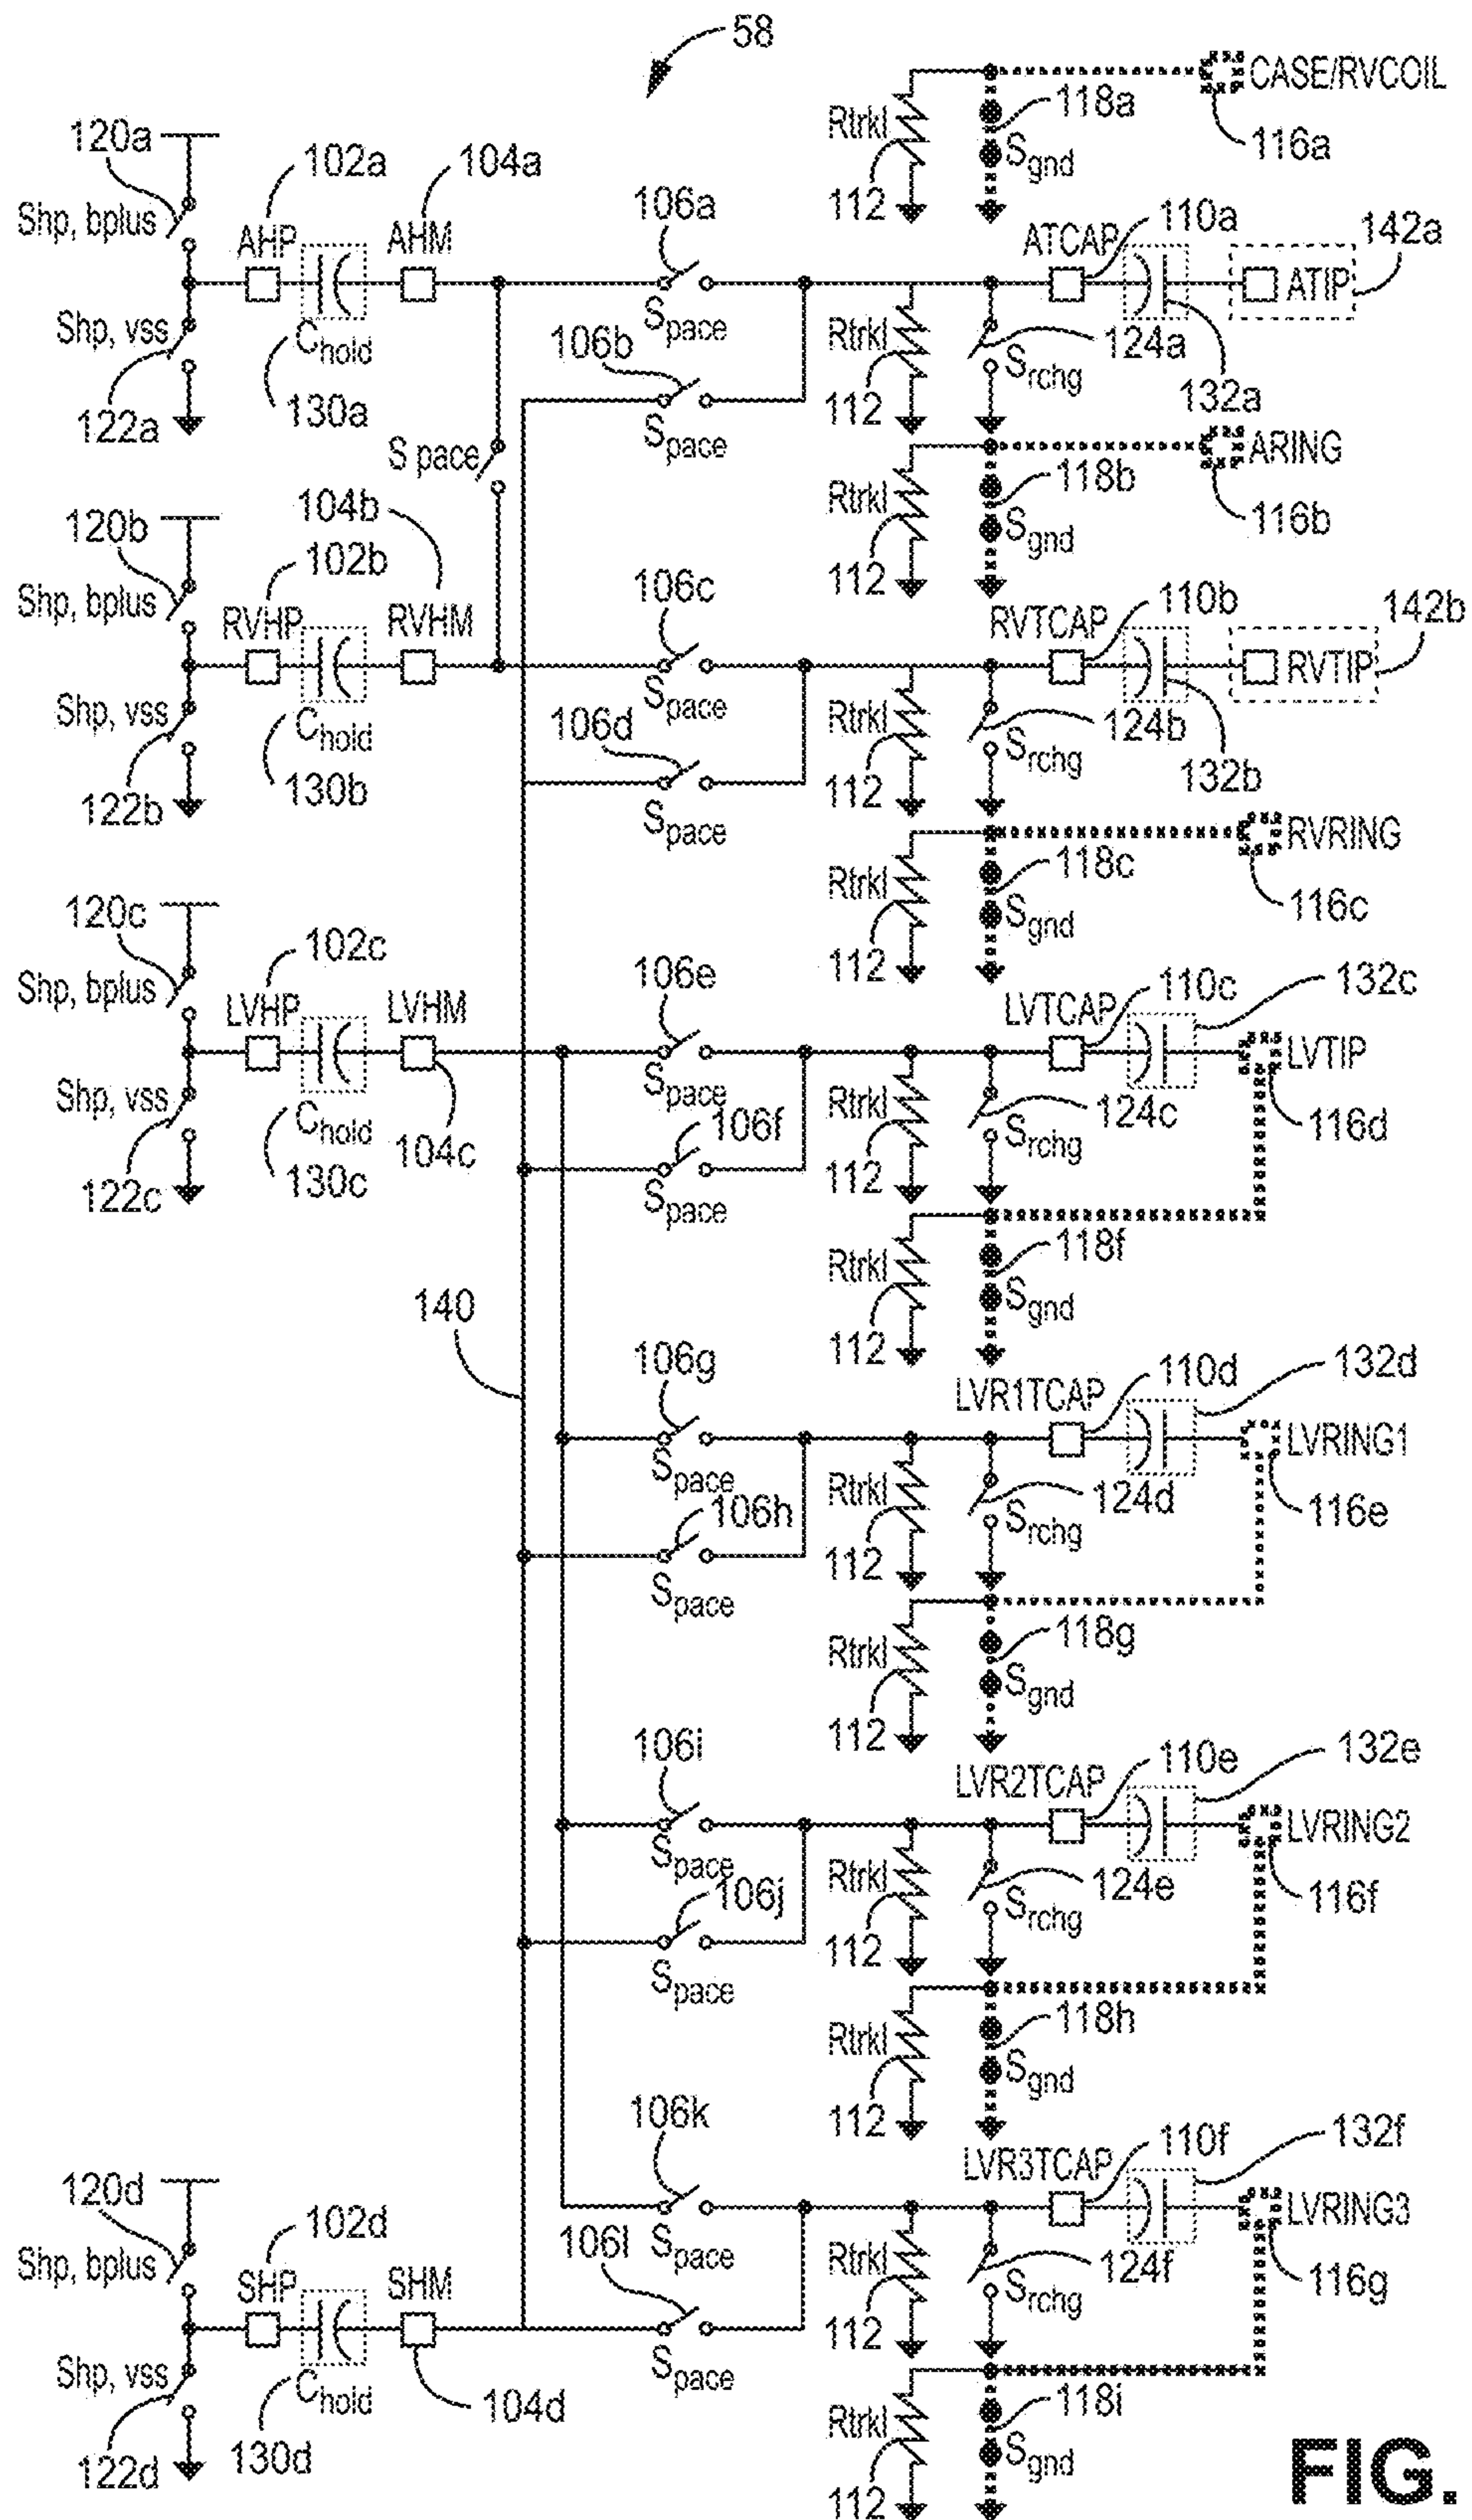 58
CASE/RVCOIL
120a
102a
104a
Rtrkl
118a
116a
Sgnd
112
Shp, bplus
AHP
AHM
106a
ATCAP
110a
142a
ATIP
Shp, vss
Chold
Space
106b
Rtrkl
124a
Srchg
132a
122a
130a
112
Space
S pace
ARING
Rtrkl
118b
116b
Sgnd
112
120b
102b
104b
Shp, bplus
RVHP
RVHM
106c
RVTCAP
110b
142b
RVTIP
Shp, vss
Chold
Space
106d
Rtrkl
124b
Srchg
132b
122b
130b
112
Space
RVRING
Rtrkl
118c
116c
Sgnd
112
120c
102c
Shp, bplus
LVHP
LVHM
106e
LVTCAP
110c
132c
LVTIP
Shp, vss
Chold
Space
106f
Rtrkl
124c
Srchg
116d
122c
130c
104c
112
Space
Rtrkl
118f
Sgnd
112
140
106g
LVR1TCAP
110d
132d
LVRING1
Space
106h
Rtrkl
124d
Srchg
116e
112
Space
Rtrkl
118g
Sgnd
112
106i
LVR2TCAP
110e
132e
LVRING2
Space
106j
Rtrkl
124e
Srchg
116f
112
Space
Rtrkl
118h
Sgnd
112
106k
LVR3TCAP
110f
132f
LVRING3
Space
106l
Rtrkl
124f
Srchg
116g
112
120d
102d
Shp, bplus
SHP
SHM
Shp, vss
Chold
Space
122d
130d
104d
Rtrkl
118i
Sgnd
112
FIG.